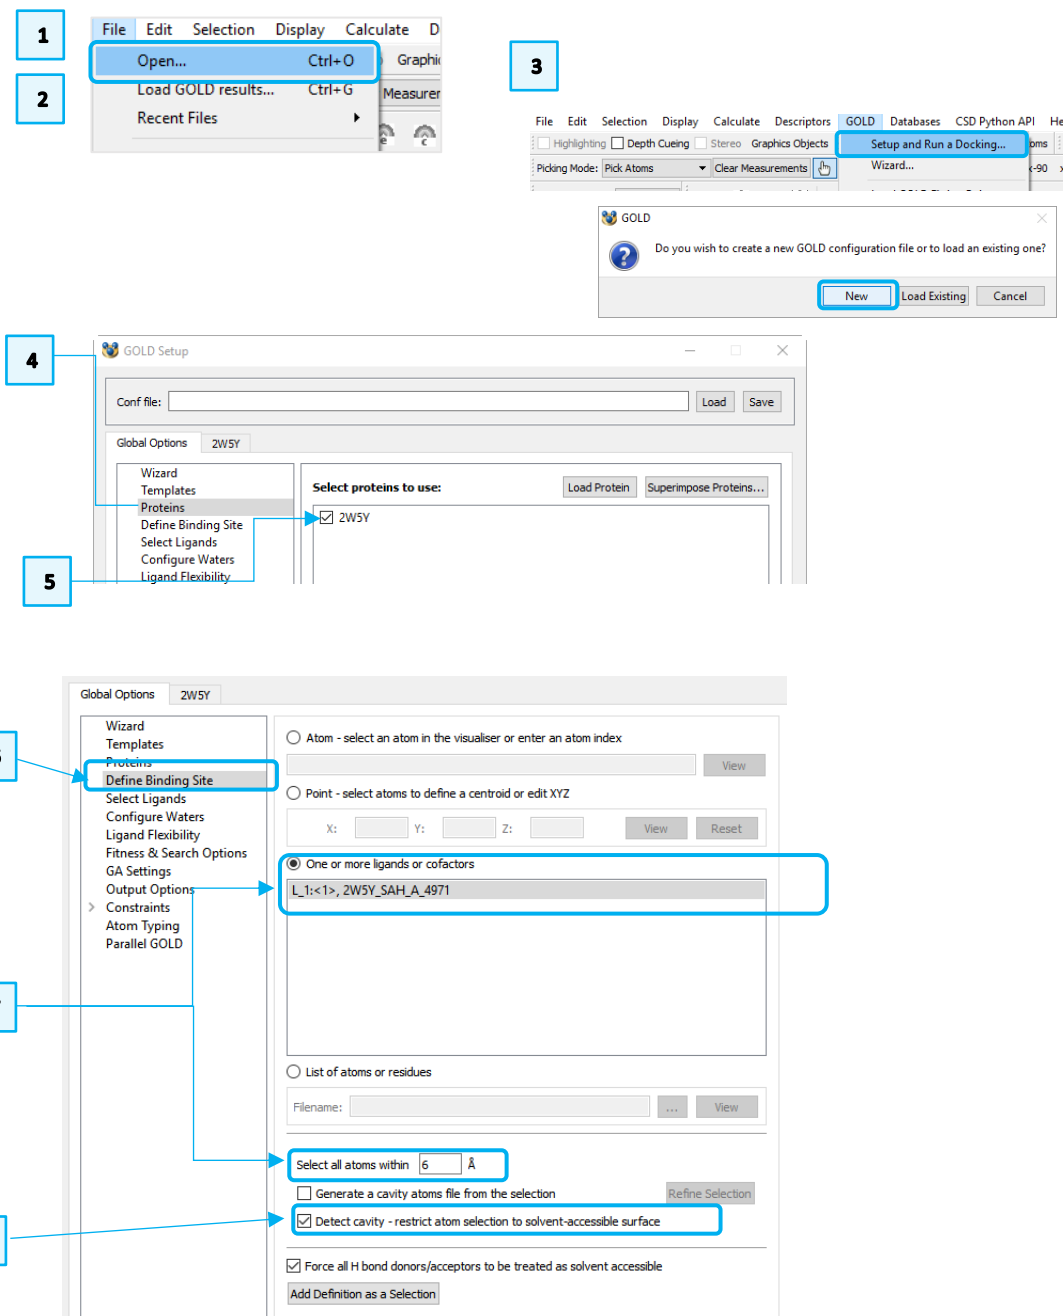 1
File Edit Selection Display Calculate D
Open... Ctrl+O Graphi
2
Load GOLD results... Ctrl+G Measurer
Recent Files
e c
3
File Edit Selection Display Calculate Descriptors GOLD Databases CSD Python API He
Highlighting Depth Cueing Stereo Graphics Objects Setup and Run a Docking... oms
Picking Mode: Pick Atoms Clear Measurements Wizard... x-90 x
GOLD
Do you wish to create a new GOLD configuration file or to load an existing one?
New Load Existing Cancel
4
GOLD Setup
Conf file: Load Save
Global Options 2W5Y
Wizard
Templates
Proteins
Define Binding Site
Select Ligands
Configure Waters
Ligand Flexibility
Select proteins to use: Load Protein Superimpose Proteins...
2W5Y
5
Global Options 2W5Y
Wizard
Templates
Proteins
Define Binding Site
Select Ligands
Configure Waters
Ligand Flexibility
Fitness & Search Options
GA Settings
Output Options
Constraints
Atom Typing
Parallel GOLD
Atom - select an atom in the visualiser or enter an atom index
View
Point - select atoms to define a centroid or edit XYZ
X: Y: Z: View Reset
One or more ligands or cofactors
L_1:<1>, 2W5Y_SAH_A_4971
List of atoms or residues
Filename: ... View
Select all atoms within 6 Å
Generate a cavity atoms file from the selection Refine Selection
Detect cavity - restrict atom selection to solvent-accessible surface
Force all H bond donors/acceptors to be treated as solvent accessible
Add Definition as a Selection